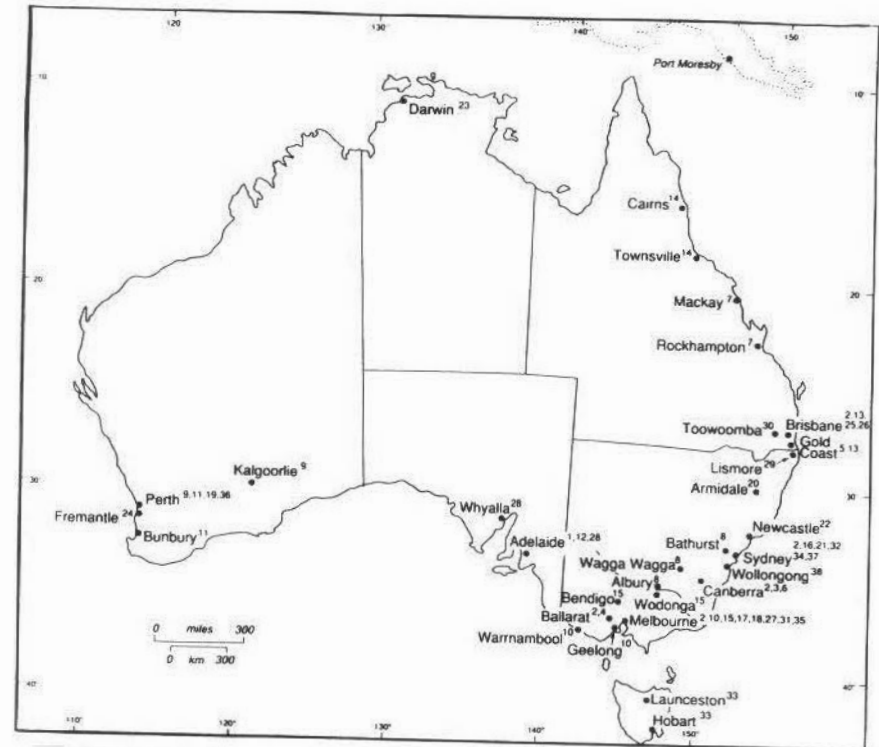 120°
130°
140°
150°
Port Moresby
10°
10°
Darwin 23
Cairns 14
Townsville 14
20°
20°
Mackay 7
Rockhampton 7
Toowoomba 30
Brisbane 2,13, 25,26
Gold
Coast 5,13
Lismore 29
Kalgoorlie 9
Armidale 20
30°
30°
Perth 9,11,19,36
Fremantle 24
Bunbury 11
Whyalla 28
Adelaide 1,12,28
Newcastle 22
Bathurst 8
Sydney 2,16,21,32 34,37
Wagga Wagga 8
Wollongong 38
Albury 8
Canberra 2,3,6
Bendigo 15
Wodonga 15
Ballarat 2,4
Melbourne 2 10,15,17,18,27,31,35
Warrnambool 10
Geelong 10
0 miles 300
0 km 300
40°
40°
Launceston 33
Hobart 33
110°
120°
140°
150°